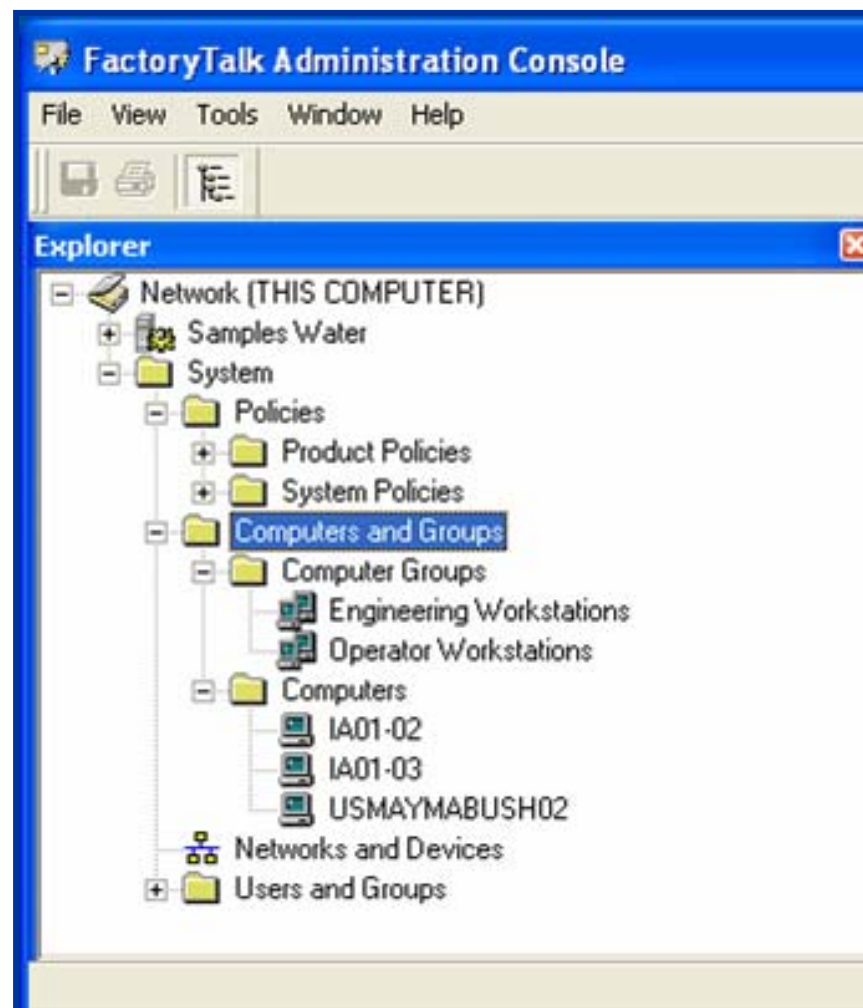 FactoryTalk Administration Console
File View Tools Window Help
Explorer
Network (THIS COMPUTER)
Samples Water
System
Policies
Product Policies
System Policies
Computers and Groups
Computer Groups
Engineering Workstations
Operator Workstations
Computers
IA01-02
IA01-03
USMAYMABUSH02
Networks and Devices
Users and Groups